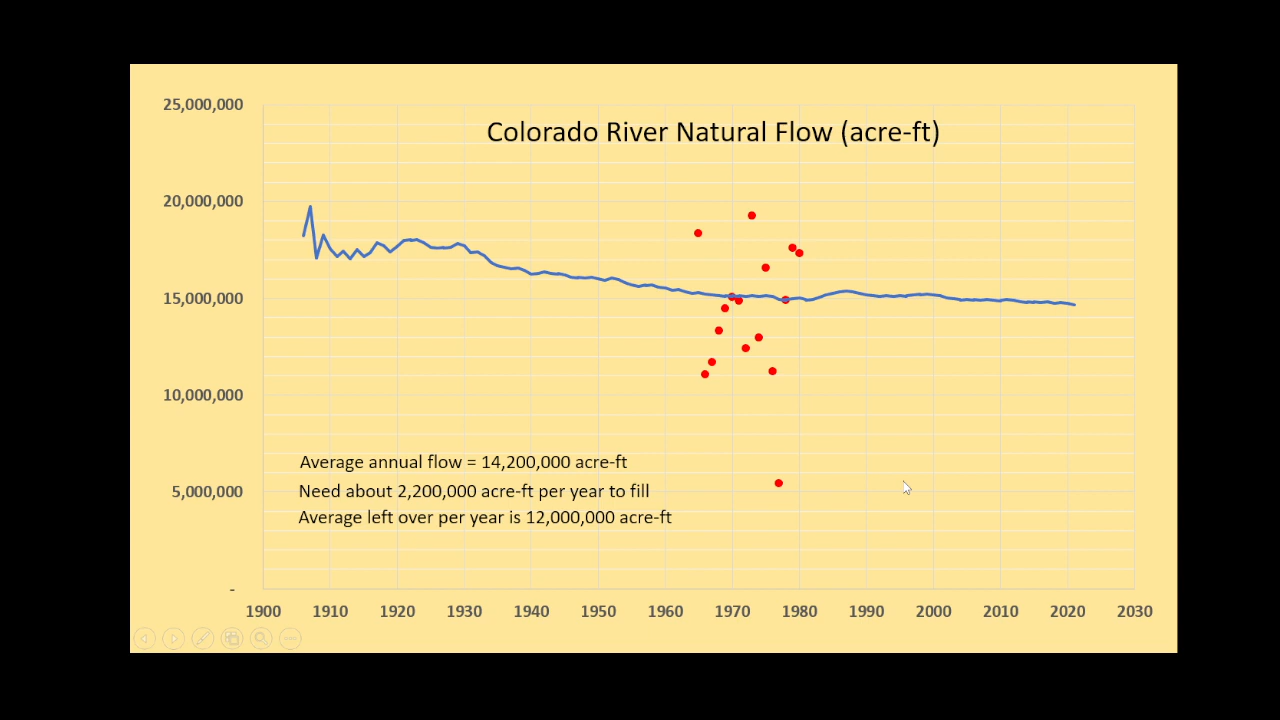 Colorado River Natural Flow (acre-ft)
25,000,000
20,000,000
15,000,000
10,000,000
5,000,000
-
Average annual flow = 14,200,000 acre-ft
Need about 2,200,000 acre-ft per year to fill
Average left over per year is 12,000,000 acre-ft
1900 1910 1920 1930 1940 1950 1960 1970 1980 1990 2000 2010 2020 2030